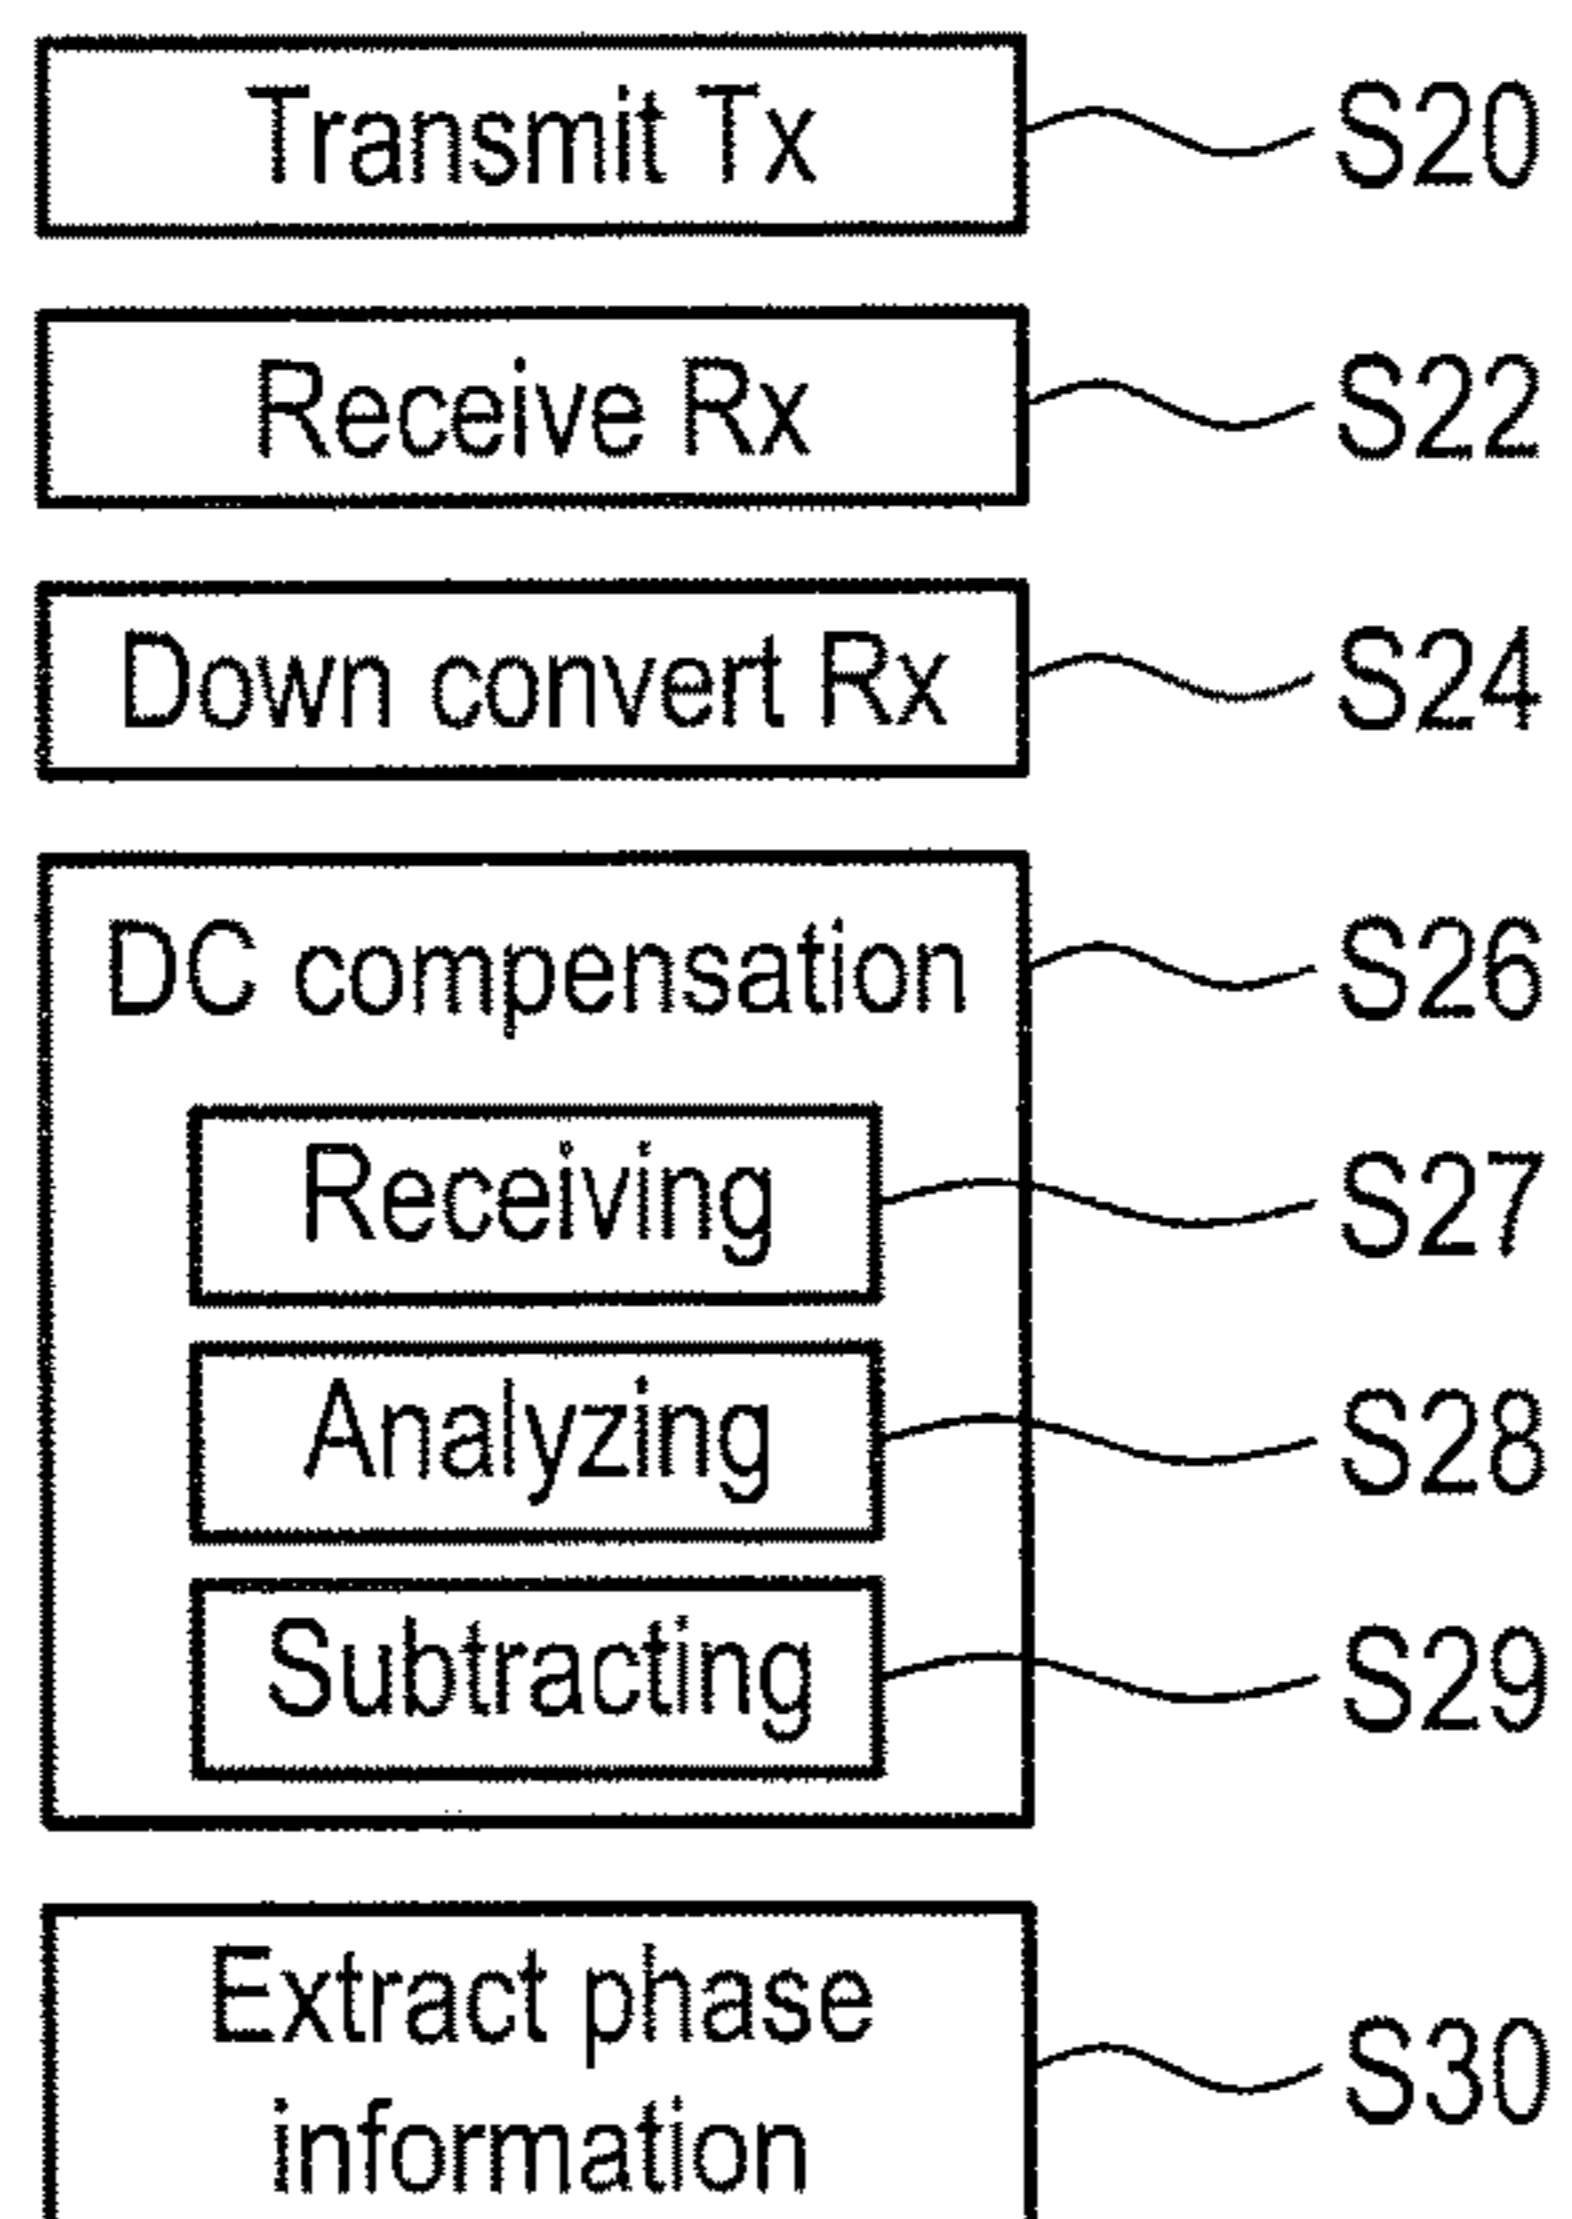 Transmit Tx S20
Receive Rx S22
Down convert Rx S24
DC compensation S26
Receiving S27
Analyzing S28
Subtracting S29
Extract phase S30
information